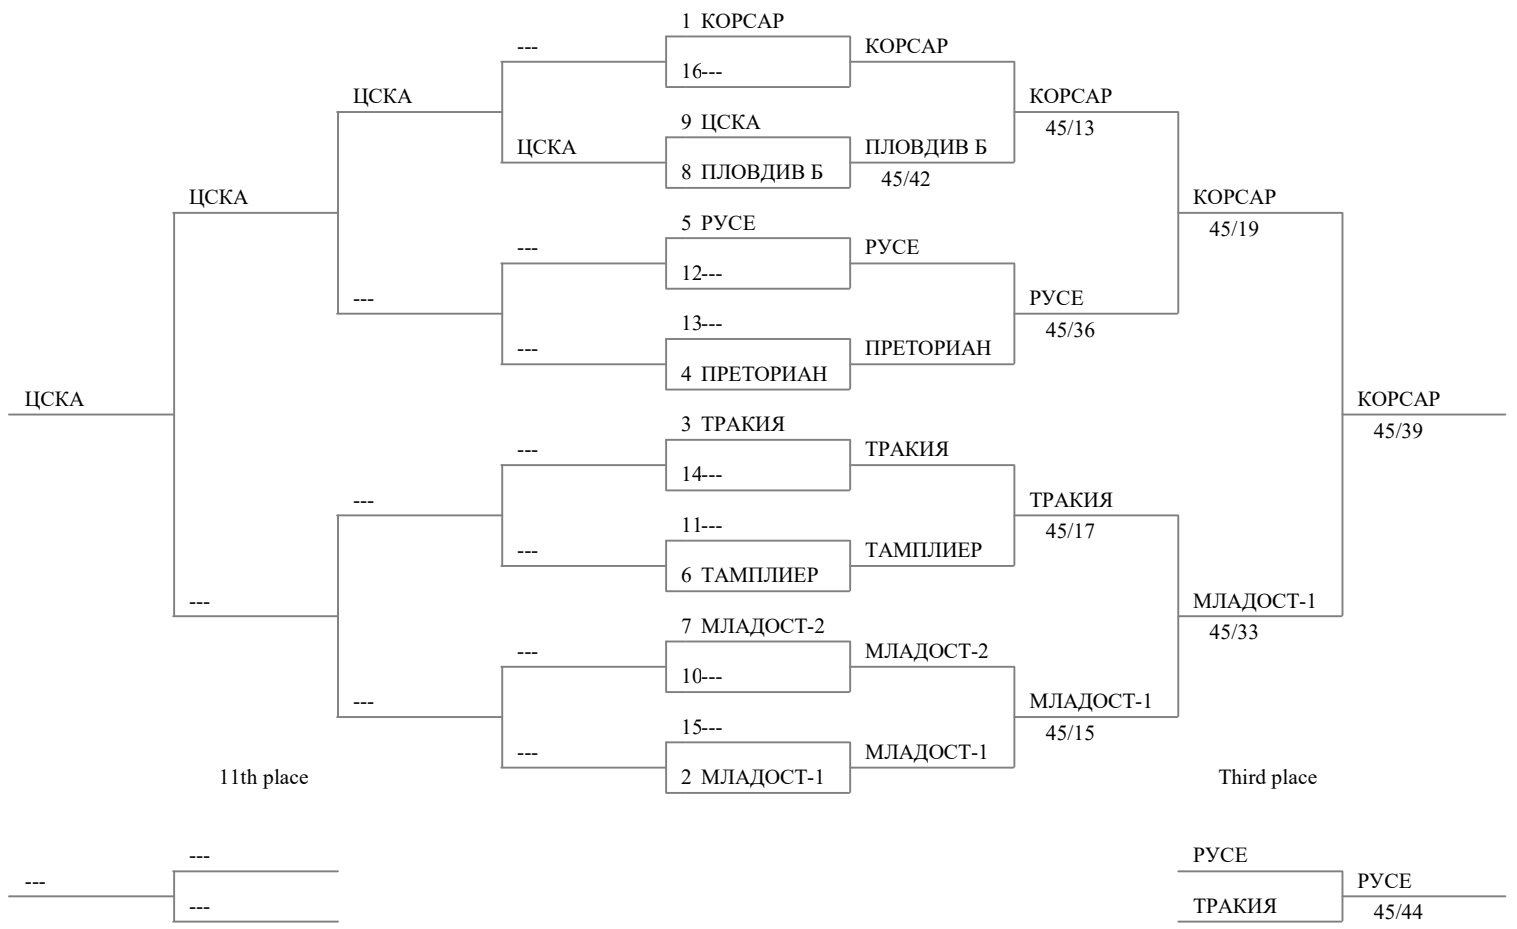 1 КОРСАР
--- КОРСАР
16---
ЦСКА КОРСАР
9 ЦСКА 45/13
ЦСКА ПЛОВДИВ Б
8 ПЛОВДИВ Б 45/42
ЦСКА КОРСАР
5 РУСЕ 45/19
--- РУСЕ
12---
--- РУСЕ
13--- 45/36
--- ПРЕТОРИАН
4 ПРЕТОРИАН
ЦСКА КОРСАР
3 ТРАКИЯ 45/39
--- ТРАКИЯ
14---
--- ТРАКИЯ
11--- 45/17
--- ТАМПЛИЕР
6 ТАМПЛИЕР
--- МЛАДОСТ-1
7 МЛАДОСТ-2 45/33
--- МЛАДОСТ-2
10---
--- МЛАДОСТ-1
15--- 45/15
--- МЛАДОСТ-1
11th place 2 МЛАДОСТ-1 Third place
--- РУСЕ
--- РУСЕ
--- ТРАКИЯ 45/44